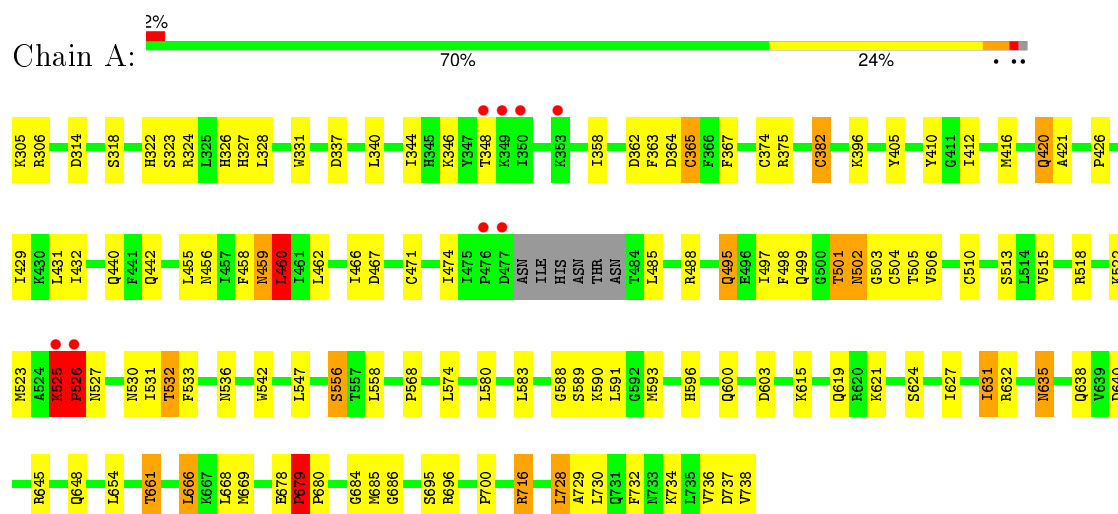 2%
Chain A:
70% 24% • •• 
K305 R306 D314 S318 H322 S323 R324 L325 H326 H327 L328 W331 D337 L340 I344 H345 K346 Y347 T348 K349 I350 K353 I358 D362 F363 D364 C365 F366 F367 C374 R375 C382 K396 Y405 Y410 G411 I412 M416 Q420 A421 P426
I429 K430 L431 I432 Q440 F441 Q442 L455 N456 I457 F458 N459 L460 I461 L462 I466 D467 C471 I474 I475 P476 D477 ASN ILE HIS ASN THR ASN T484 L485 R488 Q495 E496 I497 F498 Q499 G500 T501 N502 G503 C504 T505 V506 C510 S513 L514 V515 R518 K522
M523 A524 K525 P526 N527 N530 I531 T532 F533 N536 W542 L547 S556 T557 L558 P568 L574 L580 L583 G588 S589 K590 L591 G592 M593 H596 Q600 D603 K615 Q619 R620 K621 S624 I627 I631 R632 N635 Q638 V639 D640
R645 Q648 L654 T661 L666 K667 L668 M669 E678 P679 P680 G684 M685 G686 S695 R696 P700 R716 L728 A729 L730 Q731 F732 N733 K734 L735 V736 D737 V738